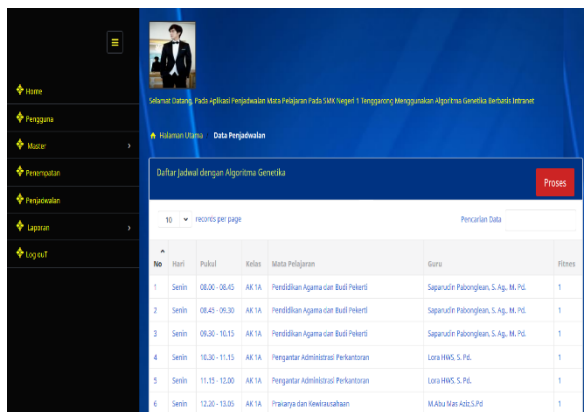 Home
Pengguna
Master
Penempatan
Penjadwalan
Laporan
Log ouT
Selamat Datang, Pada Aplikasi Penjadwalan Mata Pelajaran Pada SMK Negeri 1 Tenggarong Menggunakan Algoritma Genetika Berbasis Intranet
Halaman Utama Data Penjadwalan
Daftar Jadwal dengan Algoritma Genetika
Proses
10 records per page Pencarian Data
No Hari Pukul Kelas Mata Pelajaran Guru Fitnes
1 Senin 08.00 - 08.45 AK 1A Pendidikan Agama dan Budi Pekerti Saparudin Pabonglean, S. Ag., M. Pd. 1
2 Senin 08.45 - 09.30 AK 1A Pendidikan Agama dan Budi Pekerti Saparudin Pabonglean, S. Ag., M. Pd. 1
3 Senin 09.30 - 10.15 AK 1A Pendidikan Agama dan Budi Pekerti Saparudin Pabonglean, S. Ag., M. Pd. 1
4 Senin 10.30 - 11.15 AK 1A Pengantar Administrasi Perkantoran Lora HWS, S. Pd. 1
5 Senin 11.15 - 12.00 AK 1A Pengantar Administrasi Perkantoran Lora HWS, S. Pd. 1
6 Senin 12.20 - 13.05 AK 1A Prakarya dan Kewirausahaan M.Abu Nas Aziz,S.Pd 1